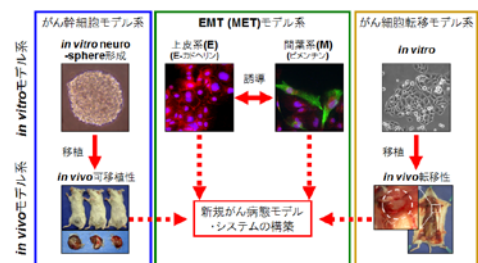 がん幹細胞モデル系
in vitro neuro
-sphere形成
移植
in vivo可移植性
EMT (MET)モデル系
上皮系(E)
(E-カドヘリン)
誘導
間葉系(M)
(ビメンチン)
新規がん病態モデル
・システムの構築
がん細胞転移モデル系
in vitro
移植
in vivo転移性
in vitroモデル系
in vivoモデル系